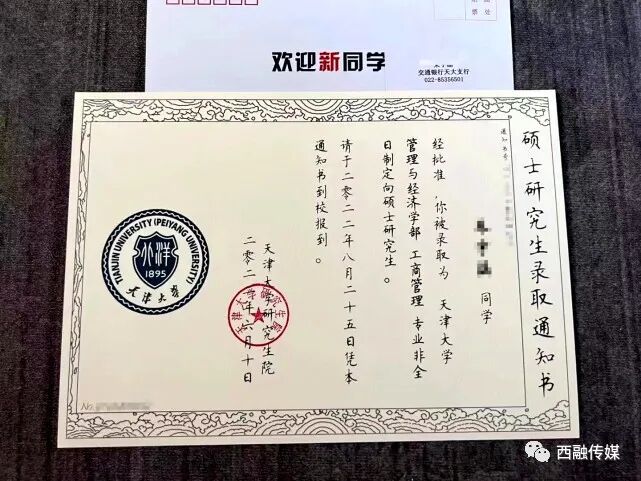 欢迎新同学
交通银行天大支行
022-85356501
硕士研究生录取通知书
通知书号
同学
经批准,你被录取为 天津大学
管理与经济学部 工商管理 专业非全
日制定向硕士研究生。
请于二零二二年八月二十五日凭本
通知书到校报到。
天津大学研究生院
二零二二年六月十日
TIANJIN UNIVERSITY (PEIYANG UNIVERSITY)
北洋
1895
天津大学
No.
西融传媒